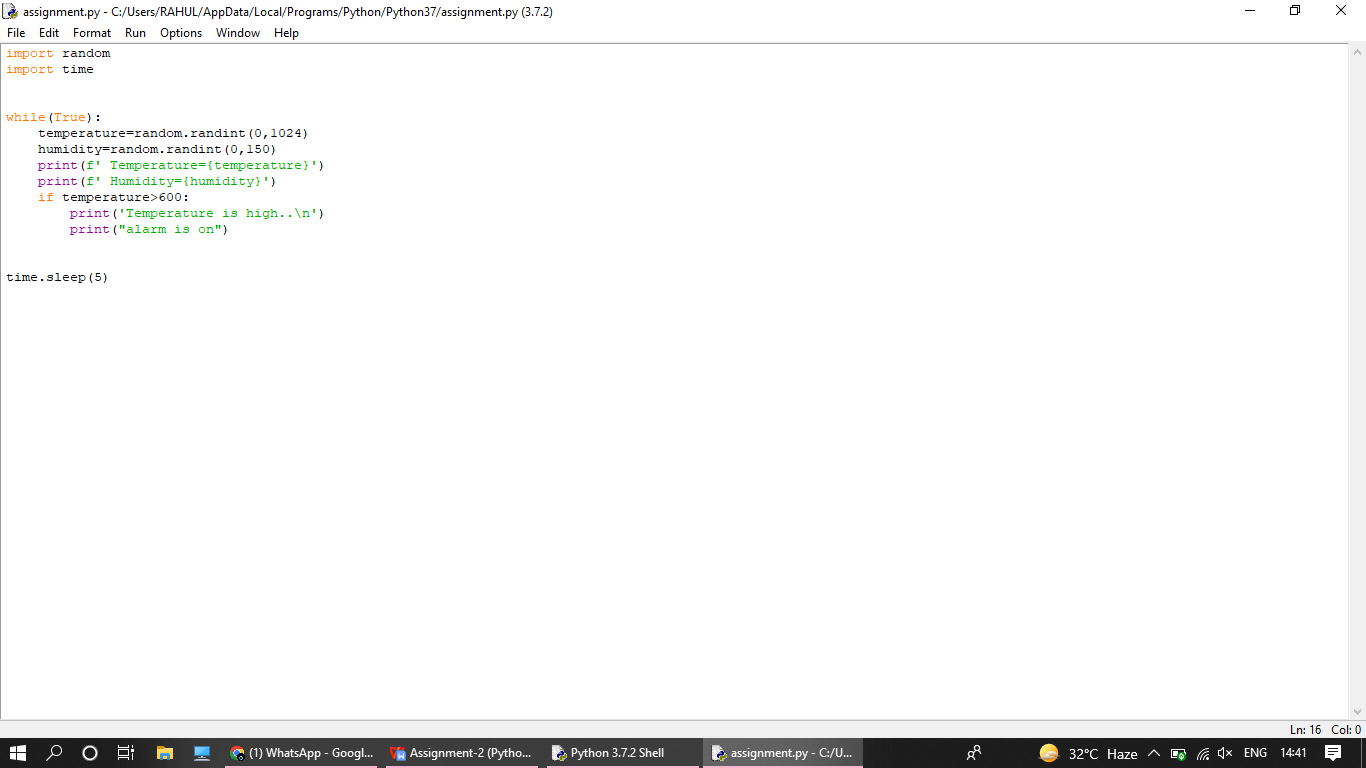 assignment.py - C:/Users/RAHUL/AppData/Local/Programs/Python/Python37/assignment.py (3.7.2)
File Edit Format Run Options Window Help
import random
import time
while(True):
    temperature=random.randint(0,1024)
    humidity=random.randint(0,150)
    print(f' Temperature={temperature}')
    print(f' Humidity={humidity}')
    if temperature>600:
        print('Temperature is high..\n')
        print("alarm is on")
time.sleep(5)
Ln: 16 Col: 0
(1) WhatsApp - Googl... Assignment-2 (Pytho... Python 3.7.2 Shell assignment.py - C:/U... 32°C Haze ENG 14:41